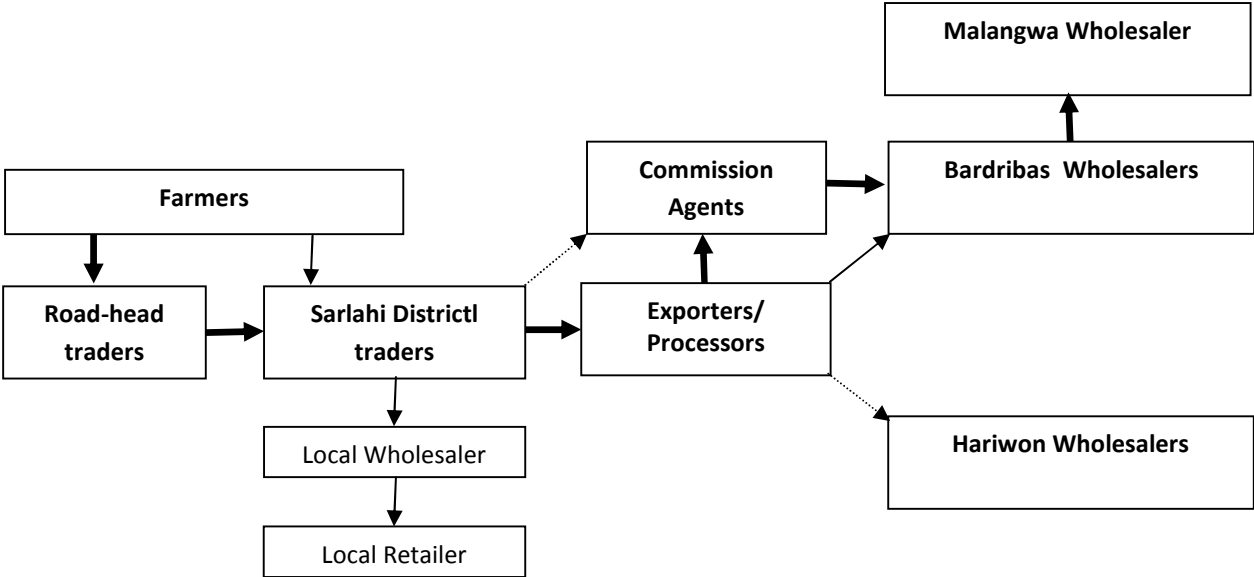 Malangwa Wholesaler
Commission
Agents
Bardribas  Wholesalers
Farmers
Road-head
traders
Sarlahi Districtl
traders
Exporters/
Processors
Local Wholesaler
Hariwon Wholesalers
Local Retailer